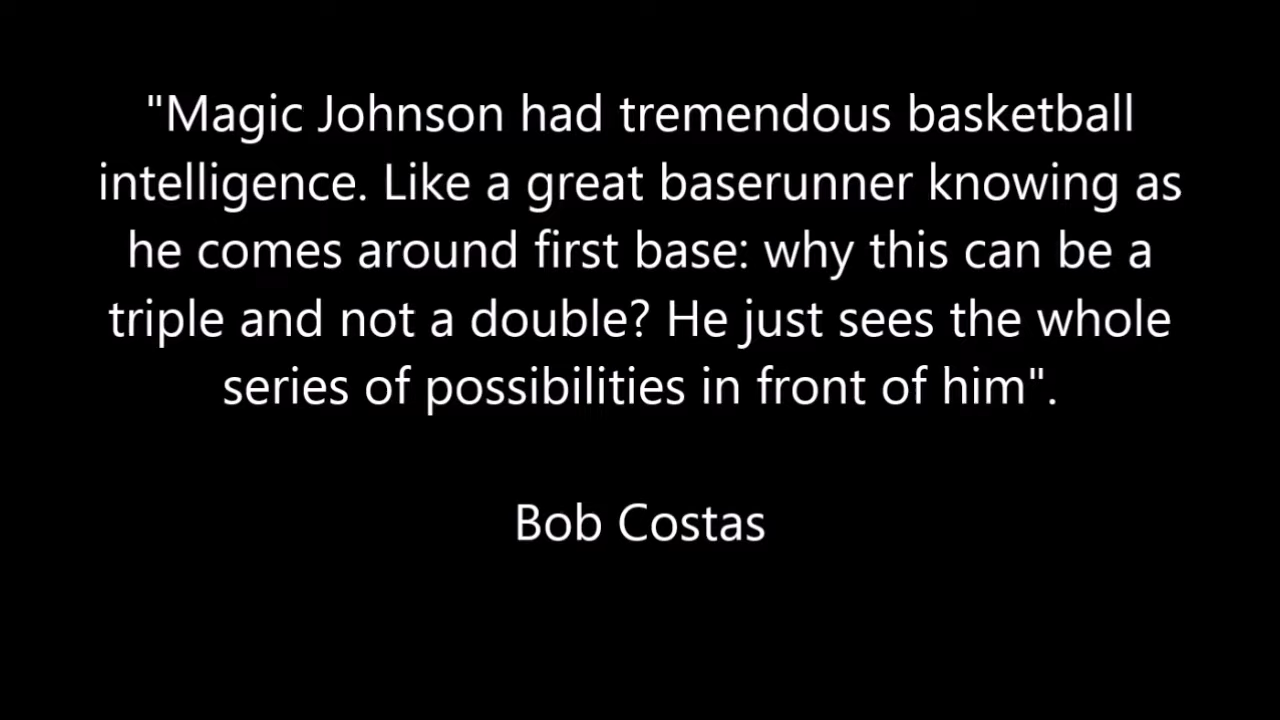 "Magic Johnson had tremendous basketball
intelligence. Like a great baserunner knowing as
he comes around first base: why this can be a
triple and not a double? He just sees the whole
series of possibilities in front of him".
Bob Costas